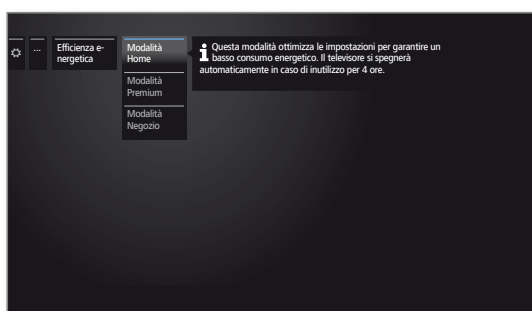 ...
Efficienza e-
nergetica
Modalità
Home
Modalità
Premium
Modalità
Negozio
Questa modalità ottimizza le impostazioni per garantire un
basso consumo energetico. Il televisore si spegnerà
automaticamente in caso di inutilizzo per 4 ore.